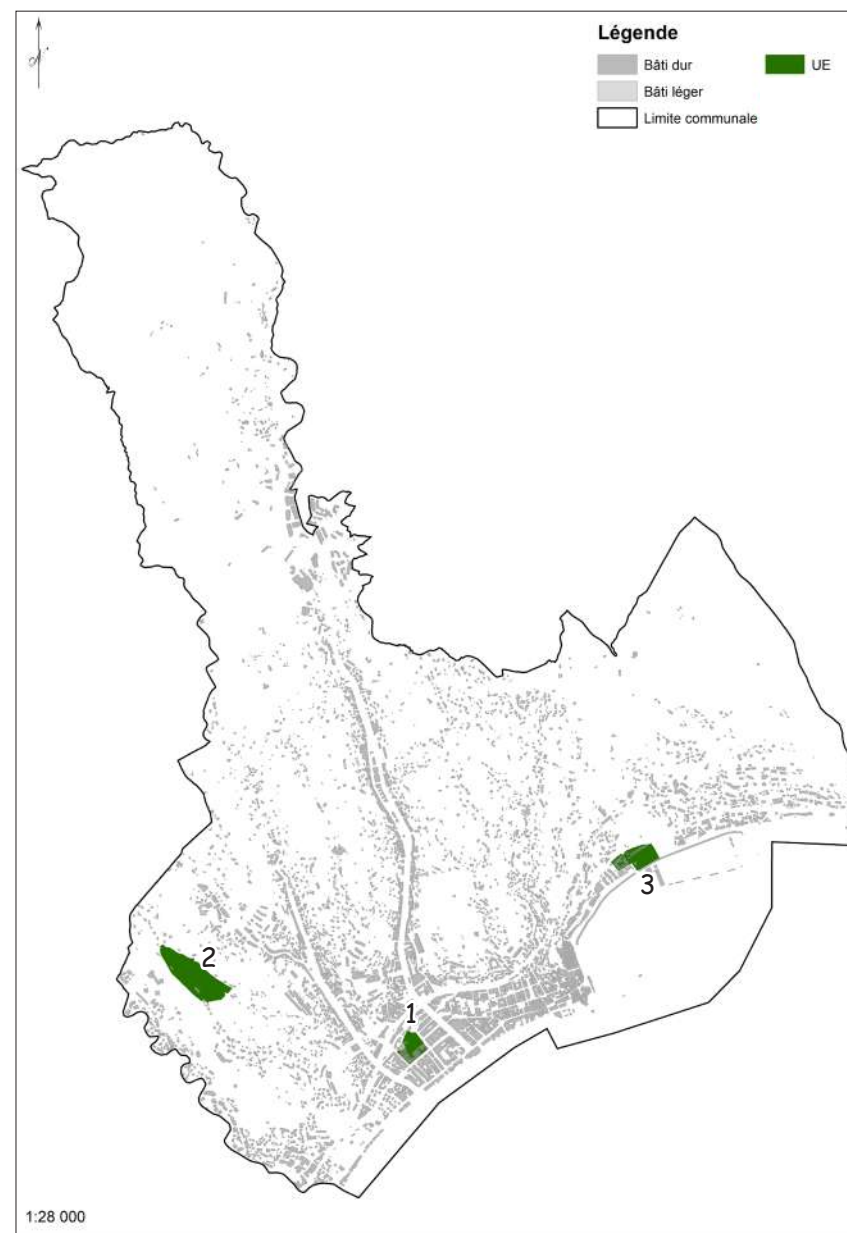 Légende
Bâti dur
UE
Bâti léger
Limite communale
3
2
1
1:28 000